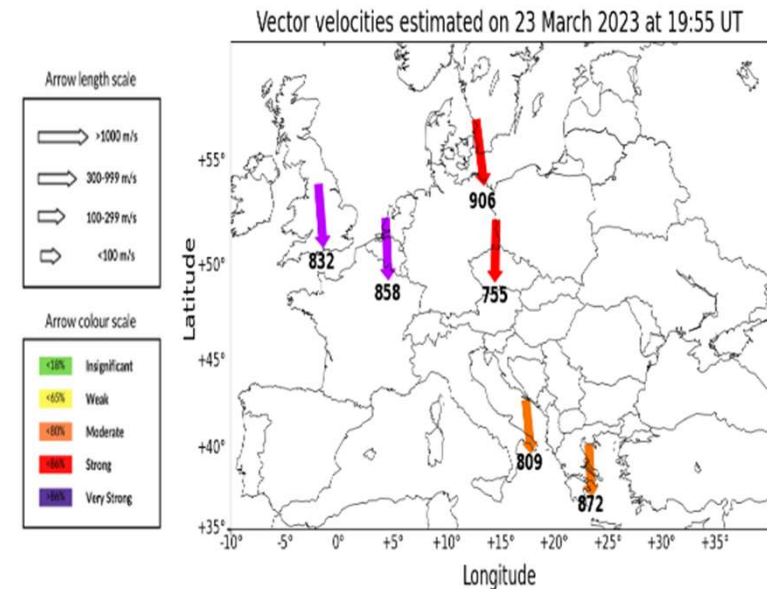 Vector velocities estimated on 23 March 2023 at 19:55 UT
Arrow length scale
>1000 m/s
300-999 m/s
100-299 m/s
<100 m/s
Arrow colour scale
<18% Insignificant
<65% Weak
<80% Moderate
<86% Strong
>86% Very Strong
Latitude
+55°
+50°
+45°
+40°
+35°
906
832
858
755
809
872
-10°
-5°
0°
+5°
+10°
+15°
+20°
+25°
+30°
+35°
Longitude